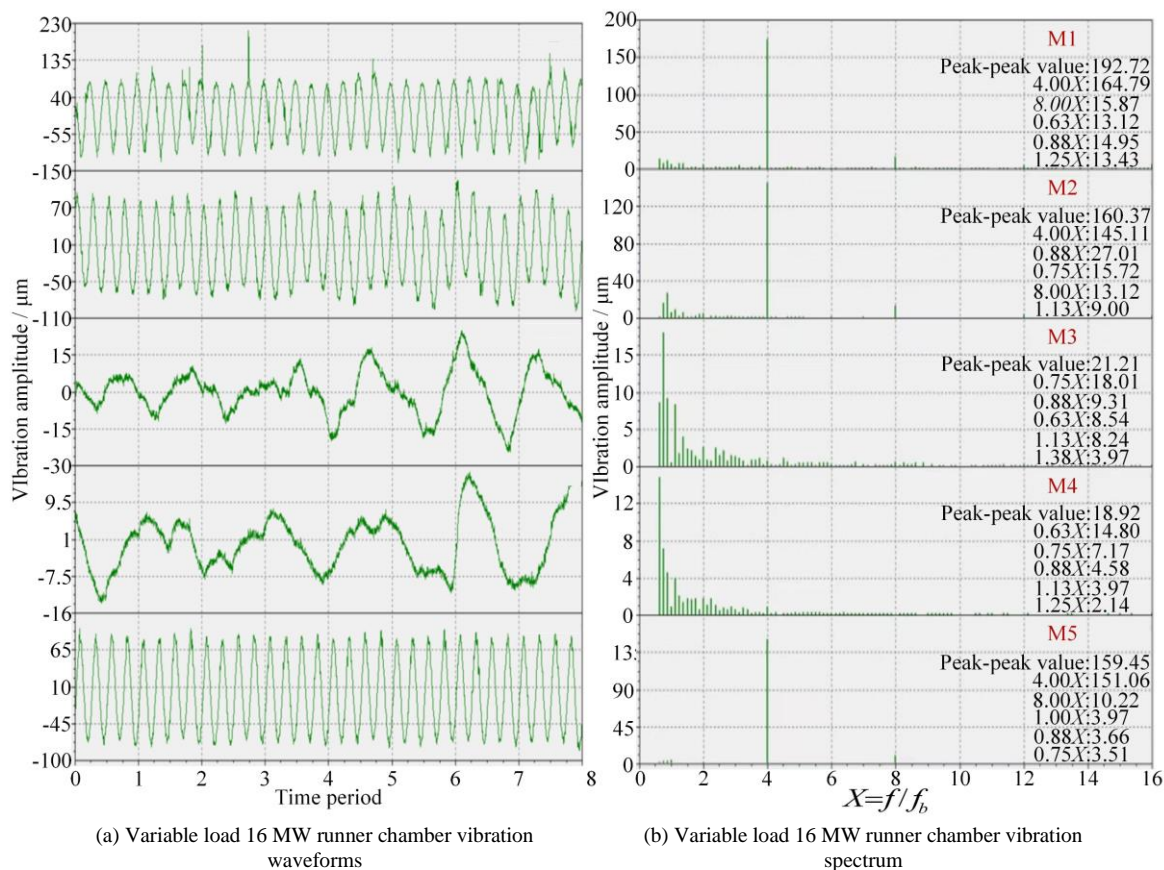 VIbration amplitude / μm
230
135
40
-55
-150
70
10
-50
-110
15
0
-15
-30
9.5
1
-7.5
-16
65
10
-45
-100
0 1 2 3 4 5 6 7 8
Time period
(a) Variable load 16 MW runner chamber vibration
waveforms
VIbration amplitude / μm
200
150
100
50
0
M1
Peak-peak value:192.72
4.00X:164.79
8.00X:15.87
0.63X:13.12
0.88X:14.95
1.25X:13.43
120
80
40
0
M2
Peak-peak value:160.37
4.00X:145.11
0.88X:27.01
0.75X:15.72
8.00X:13.12
1.13X:9.00
15
10
5
0
M3
Peak-peak value:21.21
0.75X:18.01
0.88X:9.31
0.63X:8.54
1.13X:8.24
1.38X:3.97
12
8
4
0
M4
Peak-peak value:18.92
0.63X:14.80
0.75X:7.17
0.88X:4.58
1.13X:3.97
1.25X:2.14
13.
90
45
0
M5
Peak-peak value:159.45
4.00X:151.06
8.00X:10.22
1.00X:3.97
0.88X:3.66
0.75X:3.51
0 2 4 6 8 10 12 14 16
X=f/f_b
(b) Variable load 16 MW runner chamber vibration
spectrum